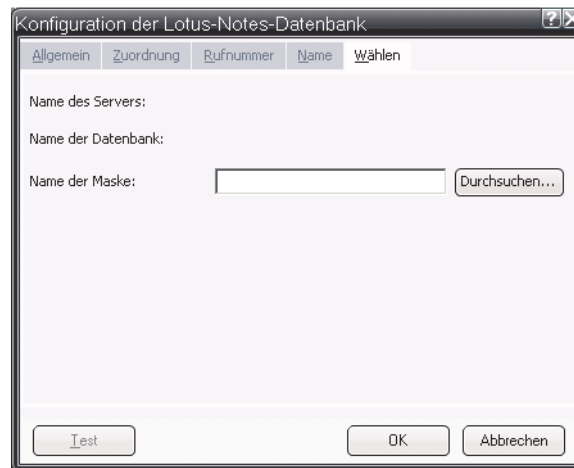 Konfiguration der Lotus-Notes-Datenbank
Allgemein Zuordnung Rufnummer Name Wählen
Name des Servers:
Name der Datenbank:
Name der Maske: Durchsuchen...
Test OK Abbrechen